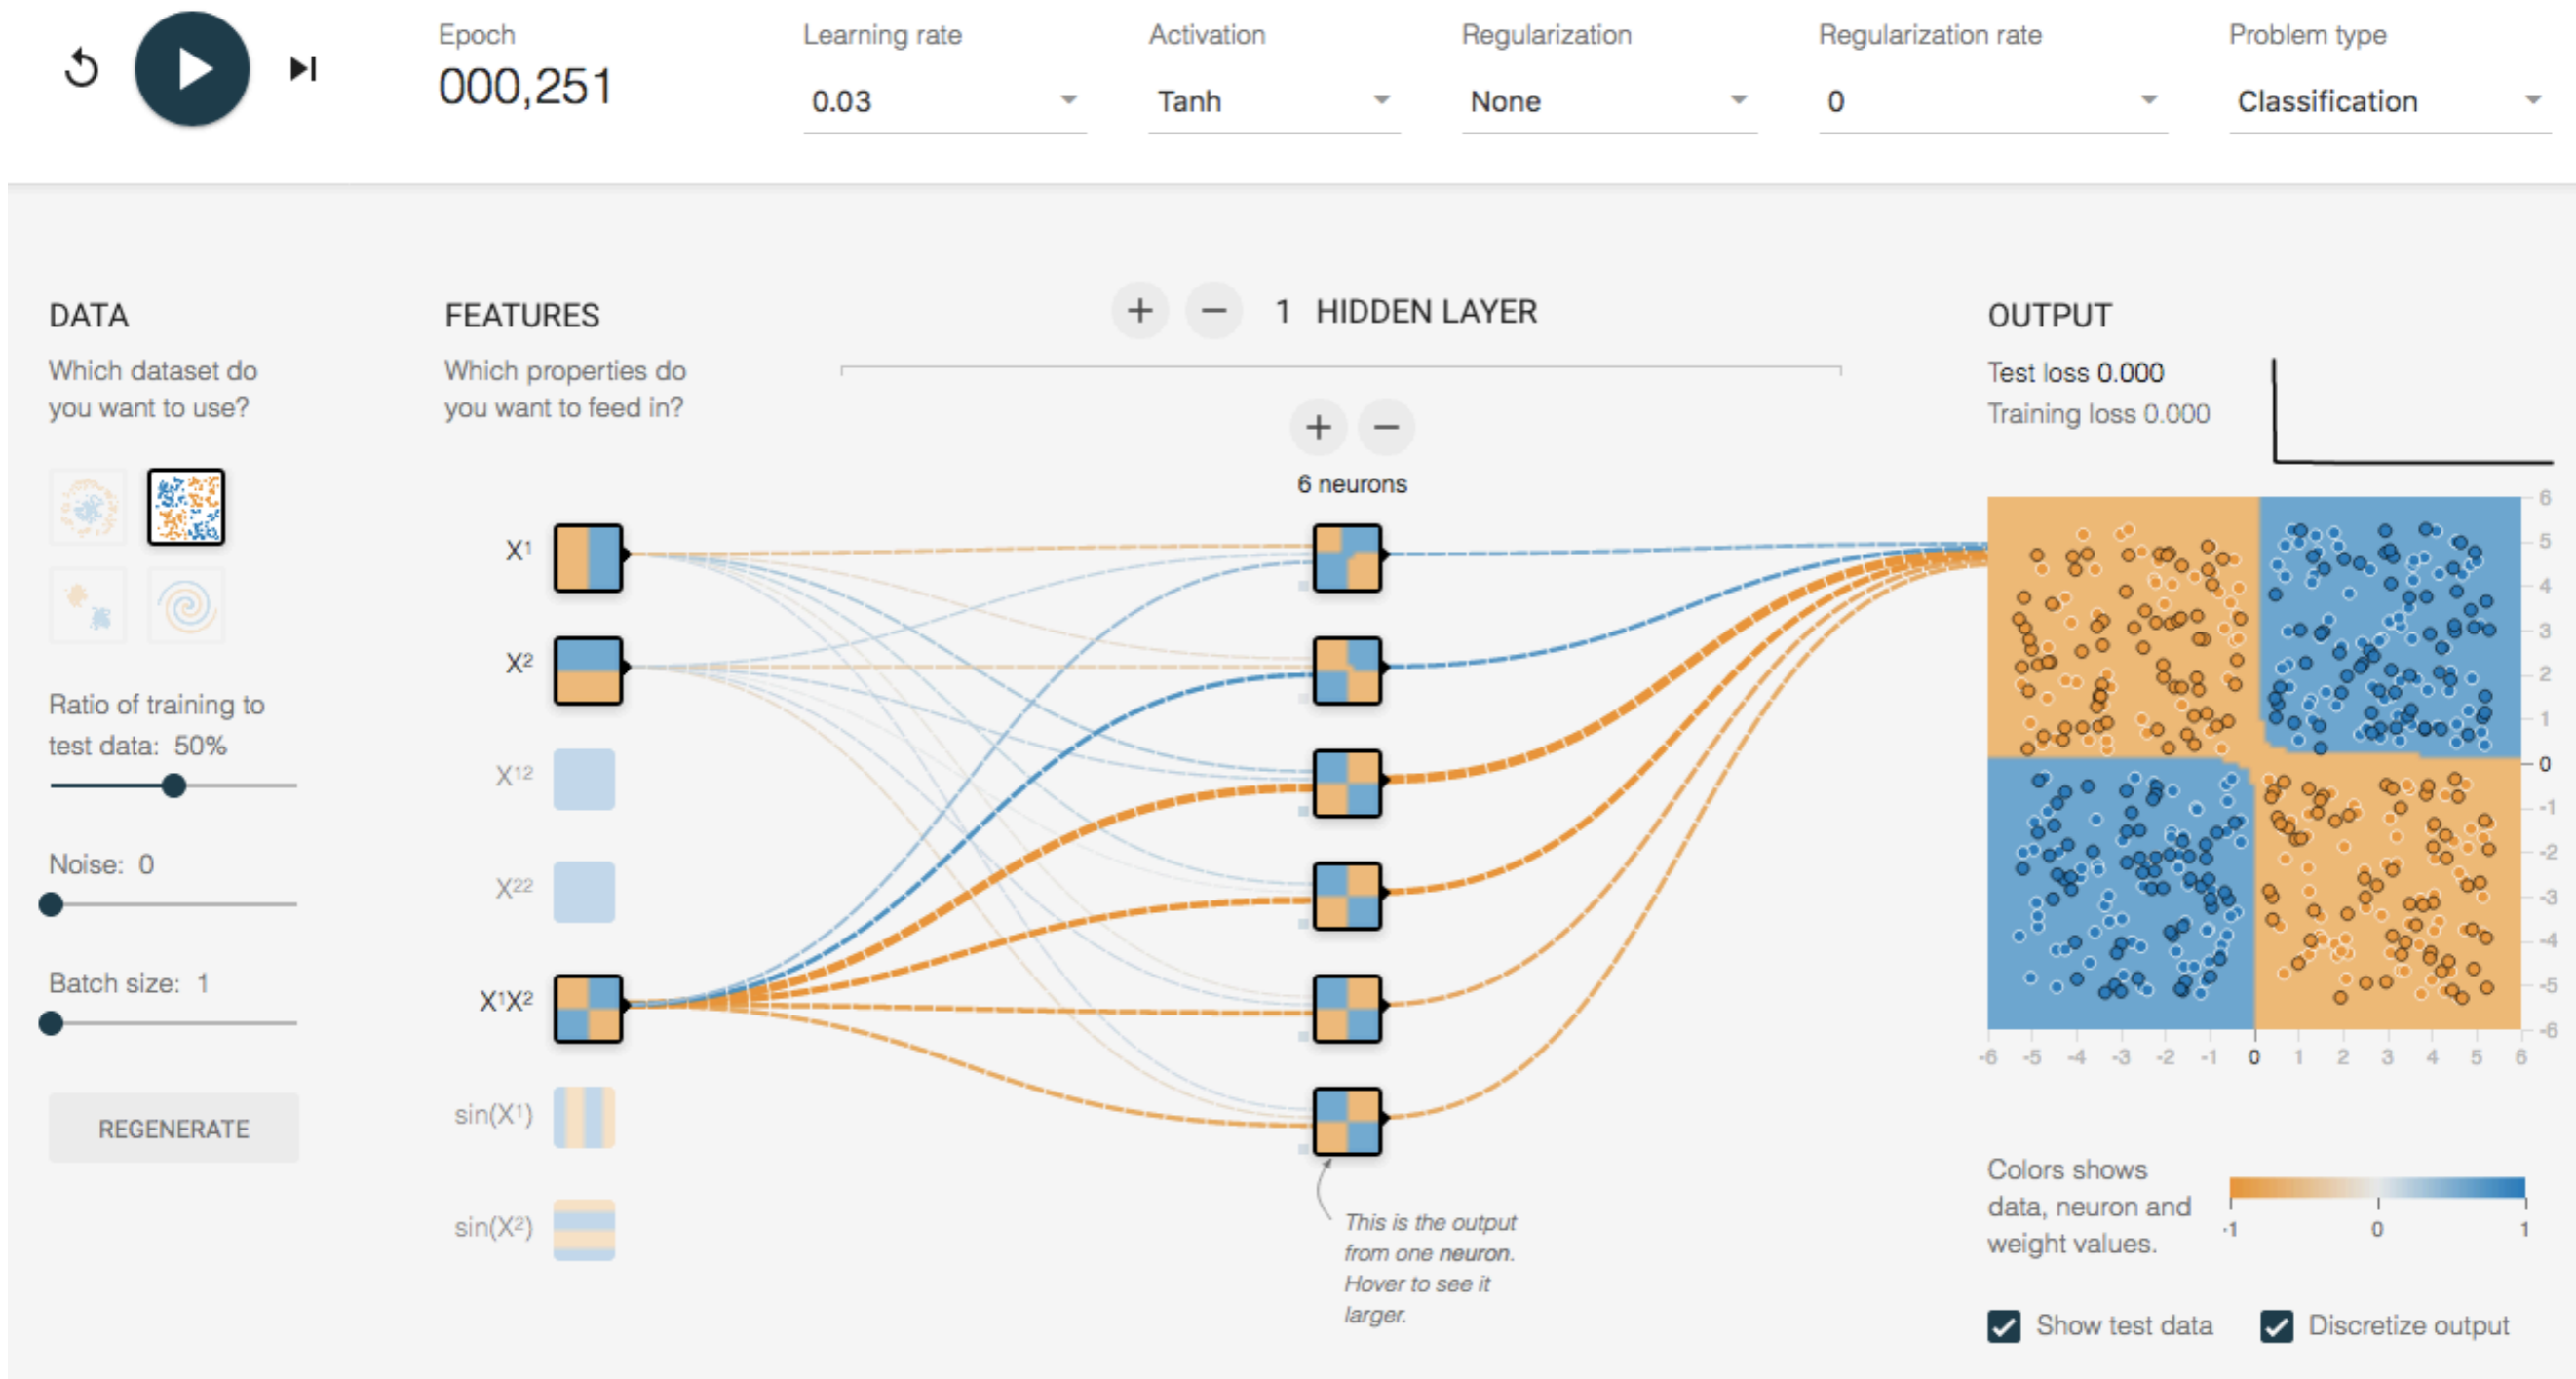 Epoch
000,251
Learning rate
0.03
Activation
Tanh
Regularization
None
Regularization rate
0
Problem type
Classification
DATA
Which dataset do
you want to use?
Ratio of training to
test data: 50%
Noise: 0
Batch size: 1
REGENERATE
FEATURES
Which properties do
you want to feed in?
X1
X2
X12
X22
X1X2
sin(X1)
sin(X2)
+ − 1 HIDDEN LAYER
+ −
6 neurons
This is the output
from one neuron.
Hover to see it
larger.
OUTPUT
Test loss 0.000
Training loss 0.000
6
5
4
3
2
1
0
-1
-2
-3
-4
-5
-6
-6 -5 -4 -3 -2 -1 0 1 2 3 4 5 6
Colors shows
data, neuron and
weight values.
-1 0 1
Show test data
Discretize output